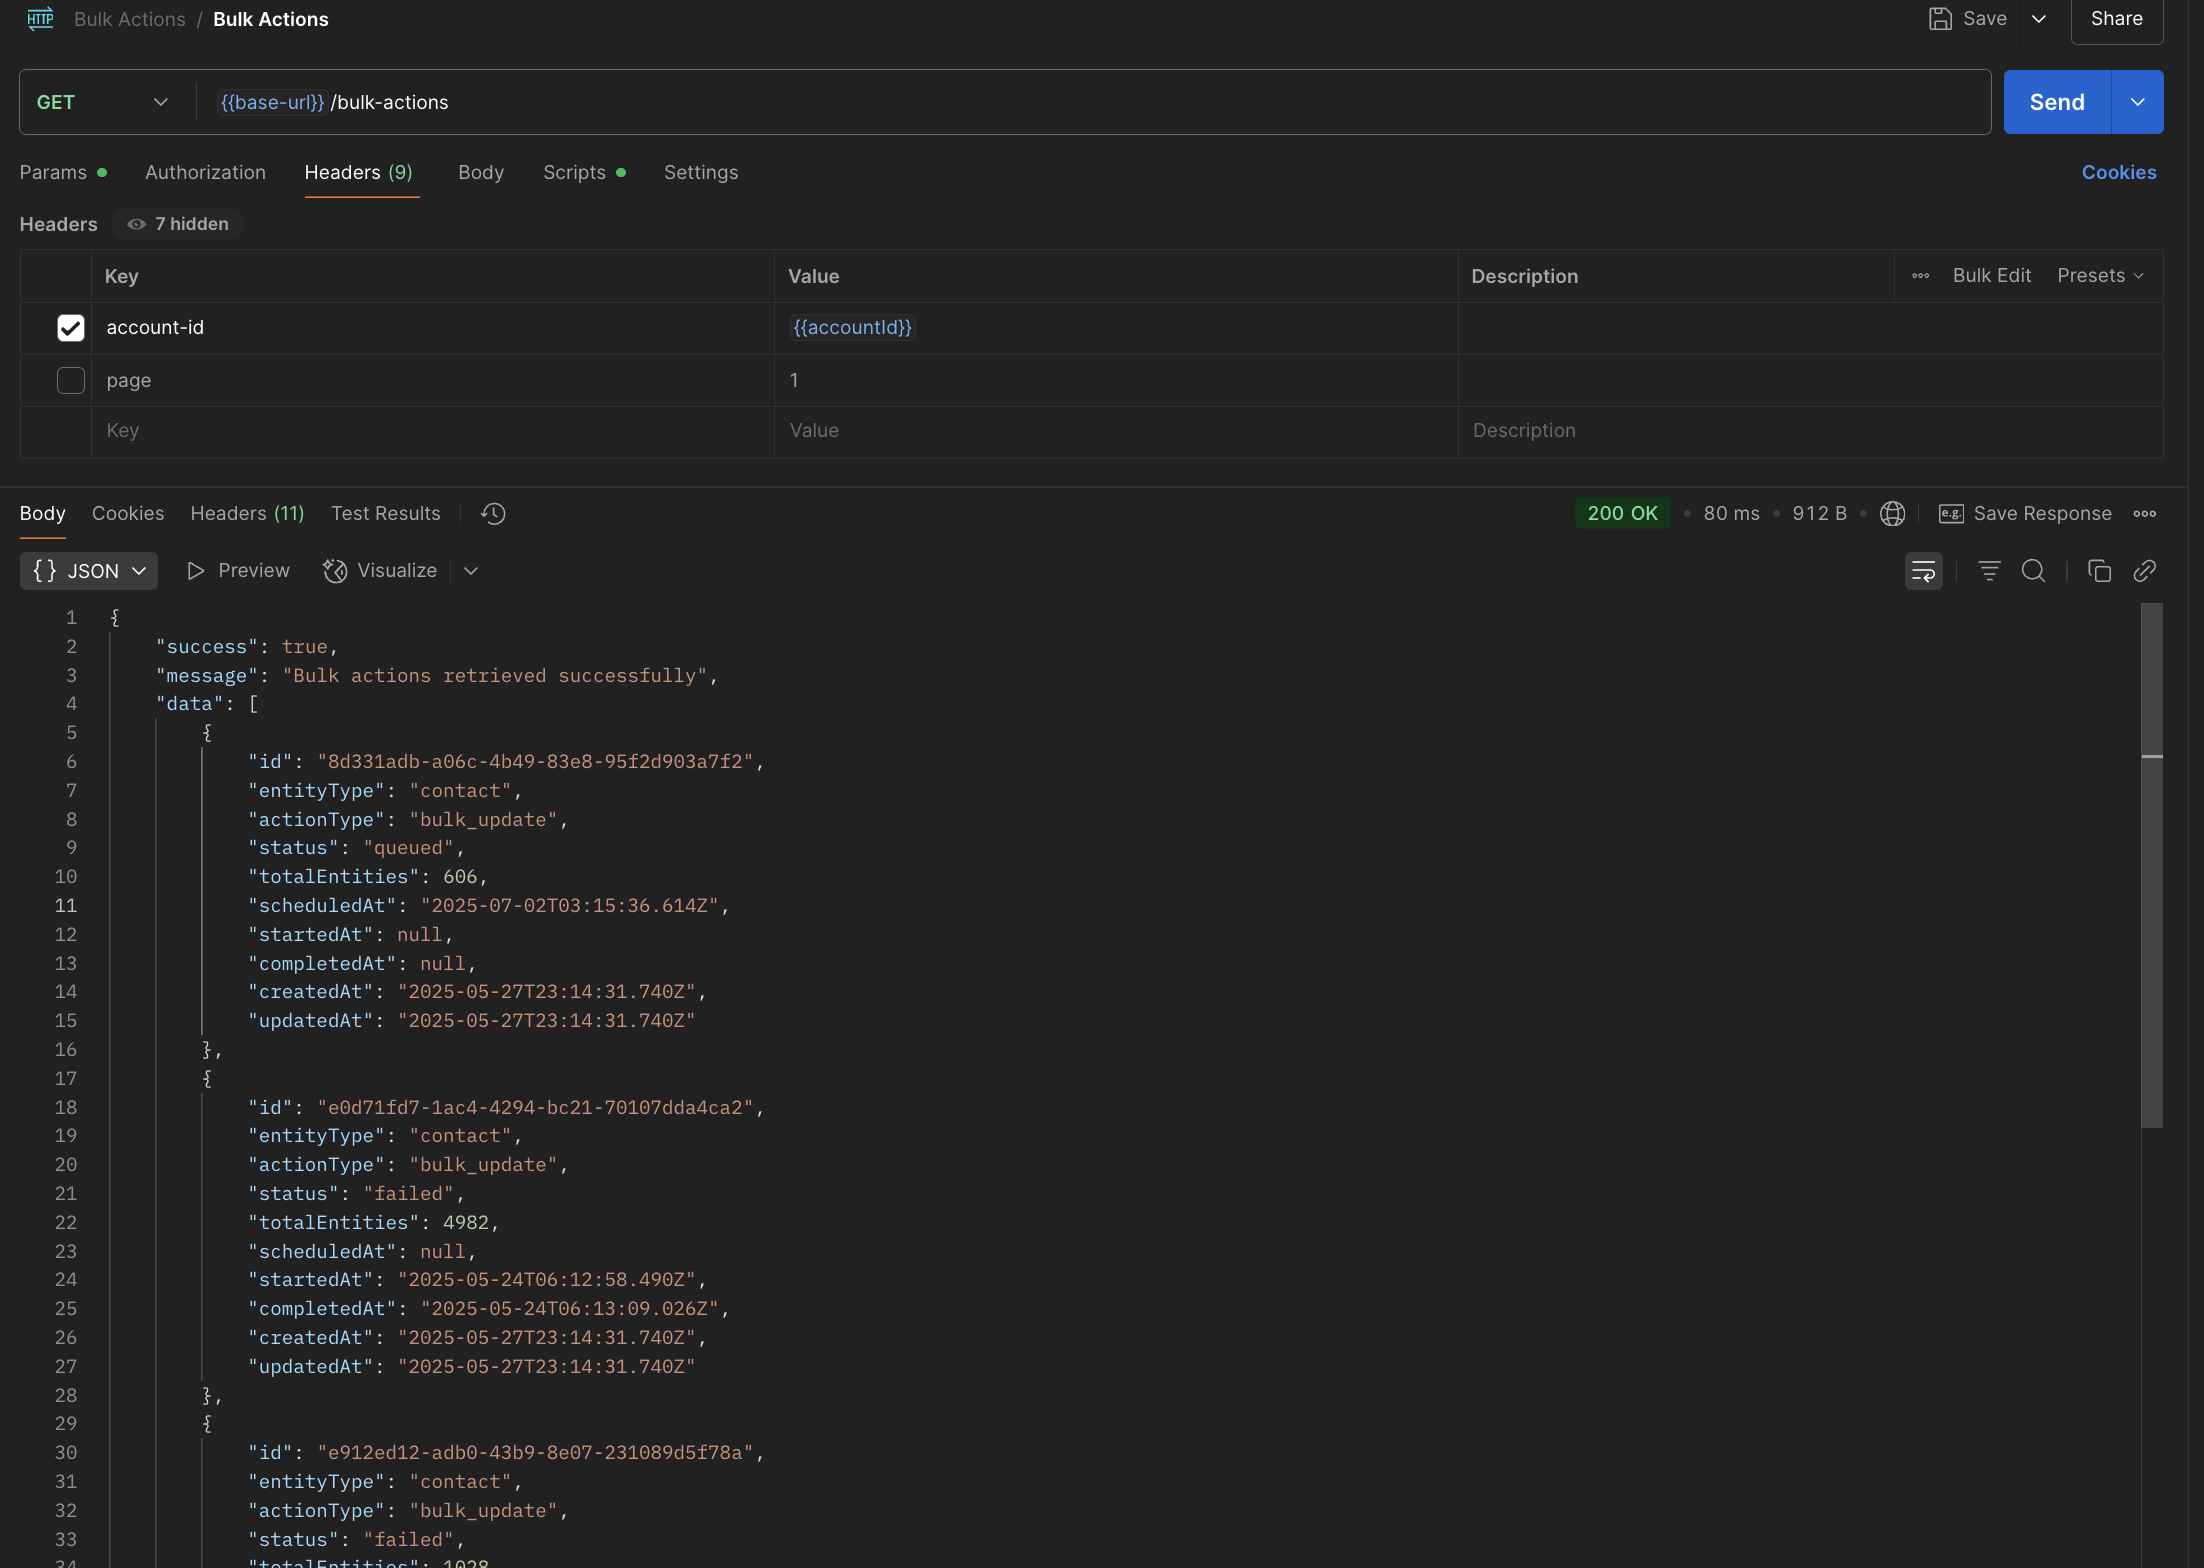 HTTP Bulk Actions / Bulk Actions Save Share
GET {{base-url}} /bulk-actions Send
Params Authorization Headers (9) Body Scripts Settings Cookies
Headers 7 hidden
Key Value Description Bulk Edit Presets
account-id {{accountId}}
page 1
Key Value Description
Body Cookies Headers (11) Test Results 200 OK 80 ms 912 B e.g. Save Response
{} JSON Preview Visualize
1 {
2 "success": true,
3 "message": "Bulk actions retrieved successfully",
4 "data": [
5 {
6 "id": "8d331adb-a06c-4b49-83e8-95f2d903a7f2",
7 "entityType": "contact",
8 "actionType": "bulk_update",
9 "status": "queued",
10 "totalEntities": 606,
11 "scheduledAt": "2025-07-02T03:15:36.614Z",
12 "startedAt": null,
13 "completedAt": null,
14 "createdAt": "2025-05-27T23:14:31.740Z",
15 "updatedAt": "2025-05-27T23:14:31.740Z"
16 },
17 {
18 "id": "e0d71fd7-1ac4-4294-bc21-70107dda4ca2",
19 "entityType": "contact",
20 "actionType": "bulk_update",
21 "status": "failed",
22 "totalEntities": 4982,
23 "scheduledAt": null,
24 "startedAt": "2025-05-24T06:12:58.490Z",
25 "completedAt": "2025-05-24T06:13:09.026Z",
26 "createdAt": "2025-05-27T23:14:31.740Z",
27 "updatedAt": "2025-05-27T23:14:31.740Z"
28 },
29 {
30 "id": "e912ed12-adb0-43b9-8e07-231089d5f78a",
31 "entityType": "contact",
32 "actionType": "bulk_update",
33 "status": "failed",
34 "totalEntities": 1028